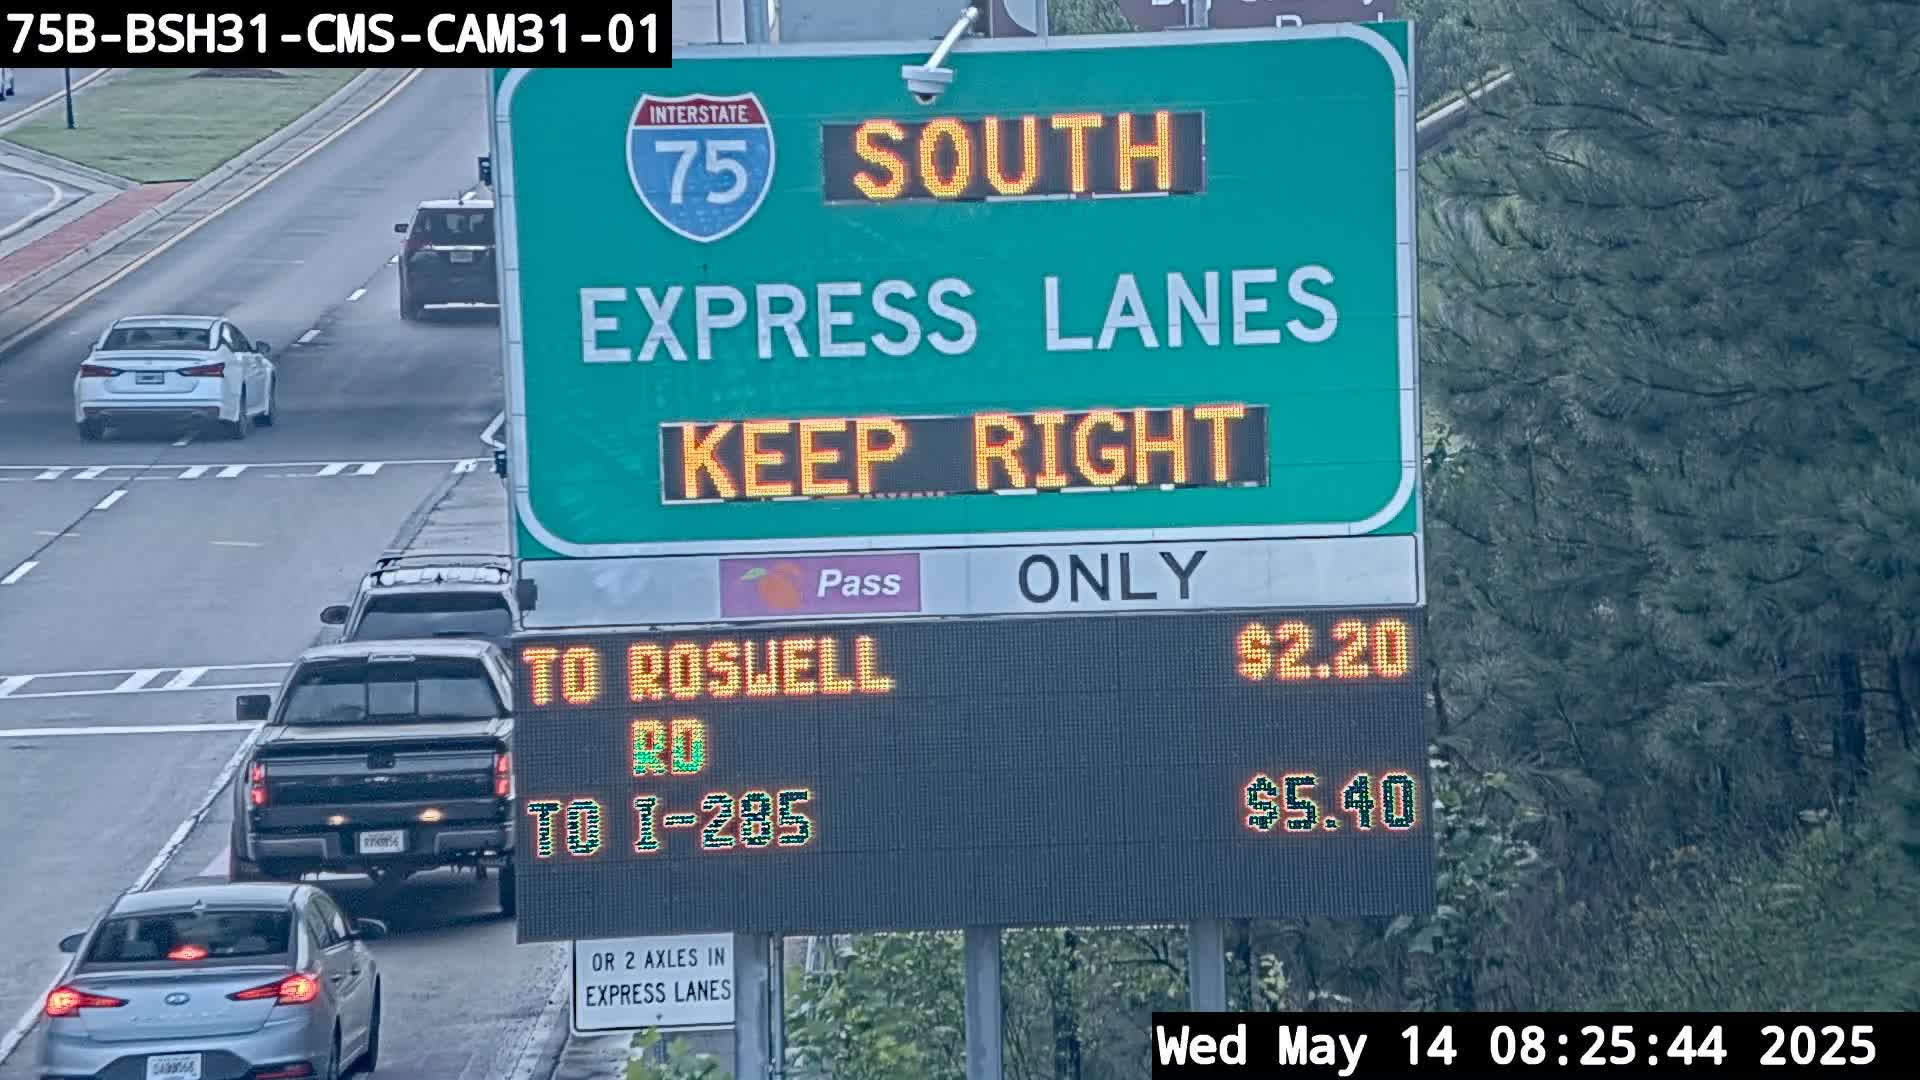 75B-BSH31-CMS-CAM31-01
INTERSTATE
75
SOUTH
EXPRESS LANES
KEEP RIGHT
Pass ONLY
TO ROSWELL $2.20
RD
TO I-285 $5.40
OR 2 AXLES IN
EXPRESS LANES
Wed May 14 08:25:44 2025